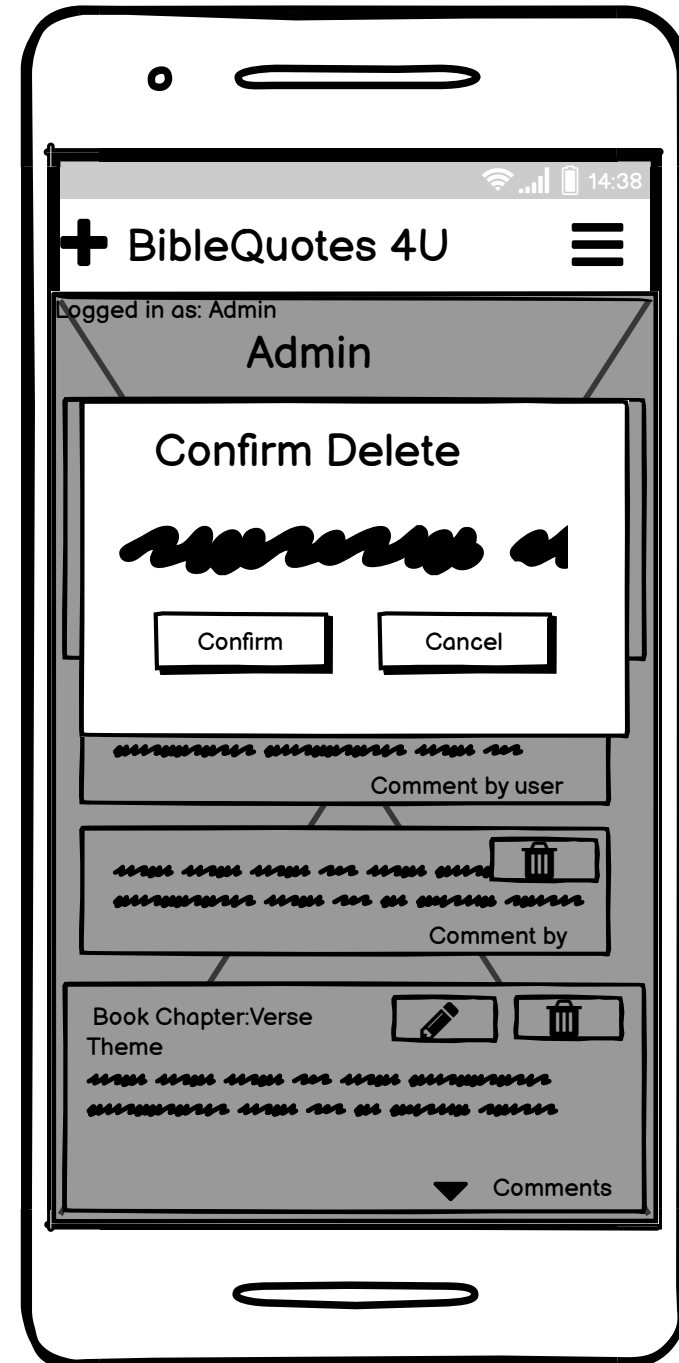 14:38
BibleQuotes 4U
Logged in as: Admin
Admin
Confirm Delete
Confirm Cancel
Comment by user
Comment by
Book Chapter:Verse
Theme
Comments